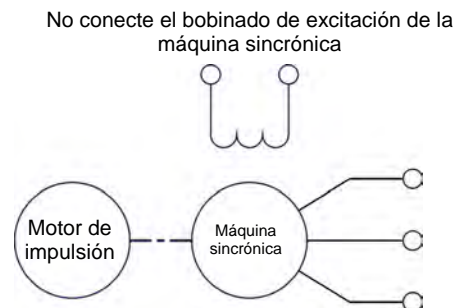 No conecte el bobinado de excitación de la
máquina sincrónica
Motor de
impulsión
Máquina
sincrónica